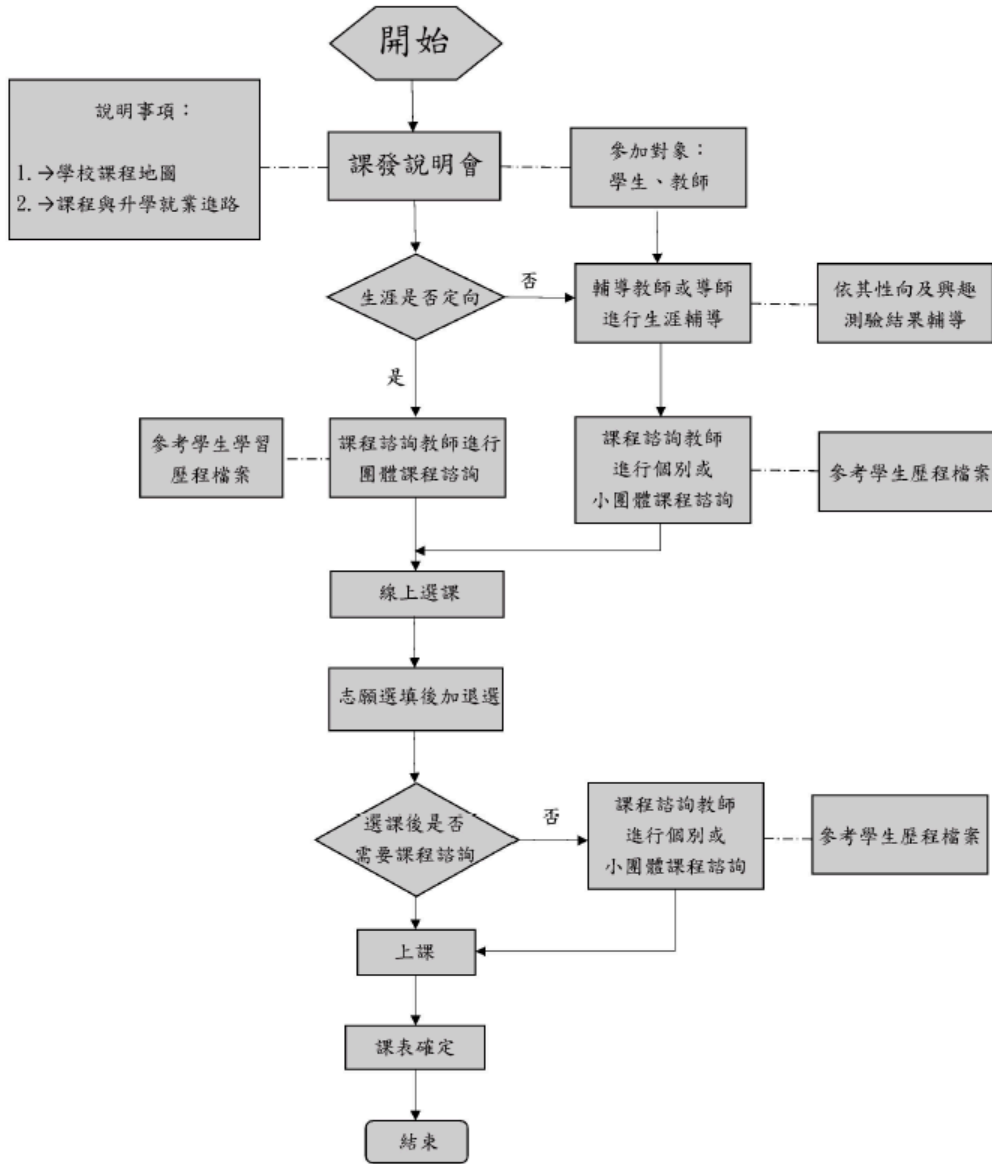 開始
說明事項：
1.→學校課程地圖
2.→課程與升學就業進路
課發說明會
參加對象：
學生、教師
生涯是否定向
否
輔導教師或導師
進行生涯輔導
依其性向及興趣
測驗結果輔導
是
參考學生學習
歷程檔案
課程諮詢教師進行
團體課程諮詢
課程諮詢教師
進行個別或
小團體課程諮詢
參考學生歷程檔案
線上選課
志願選填後加退選
選課後是否
需要課程諮詢
否
課程諮詢教師
進行個別或
小團體課程諮詢
參考學生歷程檔案
上課
課表確定
結束